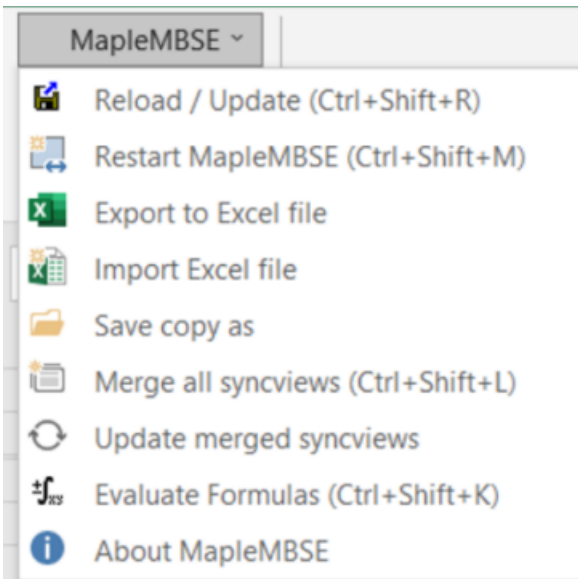 MapleMBSE
Reload / Update (Ctrl+Shift+R)
Restart MapleMBSE (Ctrl+Shift+M)
Export to Excel file
Import Excel file
Save copy as
Merge all syncviews (Ctrl+Shift+L)
Update merged syncviews
Evaluate Formulas (Ctrl+Shift+K)
About MapleMBSE